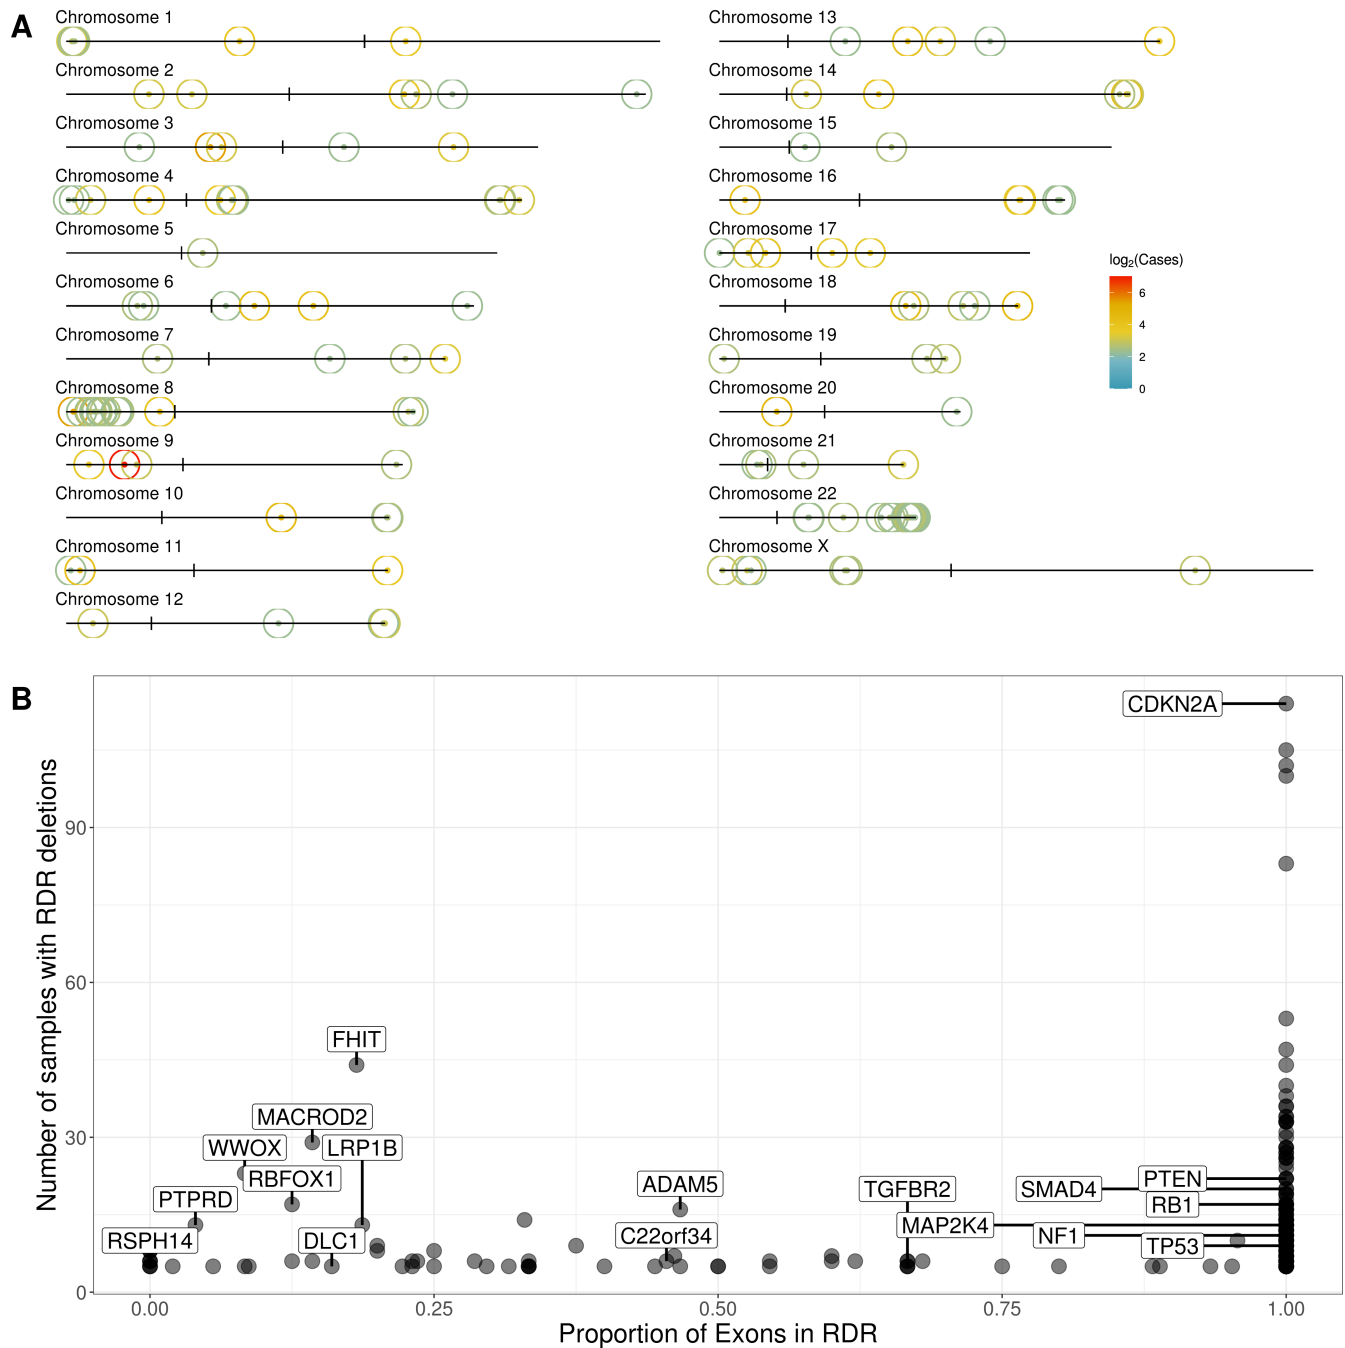 A
Chromosome 1
Chromosome 2
Chromosome 3
Chromosome 4
Chromosome 5
Chromosome 6
Chromosome 7
Chromosome 8
Chromosome 9
Chromosome 10
Chromosome 11
Chromosome 12
Chromosome 13
Chromosome 14
Chromosome 15
Chromosome 16
Chromosome 17
Chromosome 18
Chromosome 19
Chromosome 20
Chromosome 21
Chromosome 22
Chromosome X
log2(Cases)
6
4
2
0
B
Number of samples with RDR deletions
90
60
30
0
CDKN2A
FHIT
MACROD2
WWOX
LRP1B
RBFOX1
PTPRD
RSPH14
DLC1
ADAM5
C22orf34
TGFBR2
SMAD4
PTEN
RB1
MAP2K4
NF1
TP53
0.00
0.25
0.50
0.75
1.00
Proportion of Exons in RDR